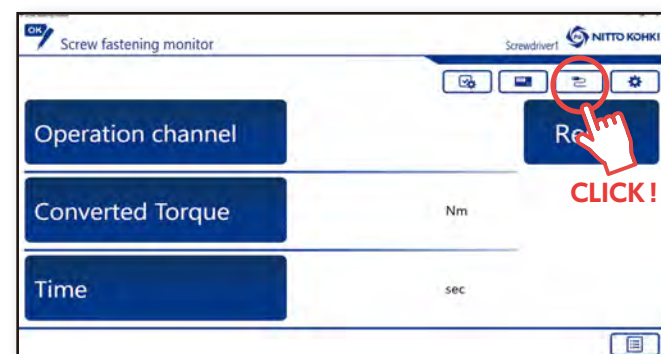 OK
Screw fastening monitor
Screwdriver1
NITTO KOHKI
Operation channel
CLICK !
Converted Torque
Nm
Time
sec